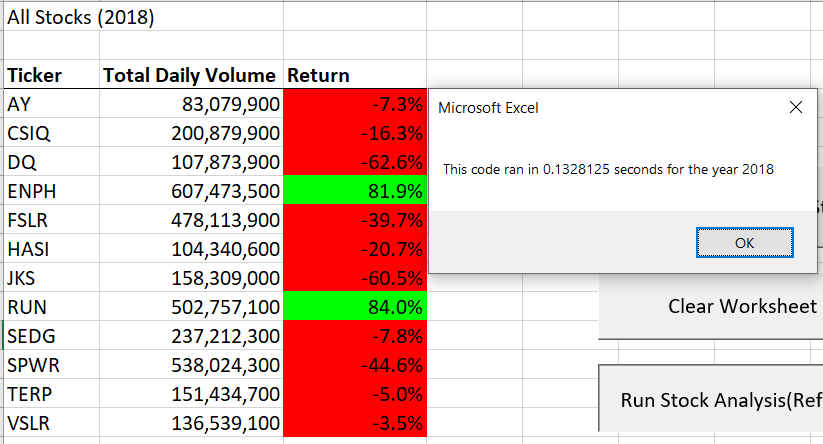 All Stocks (2018)
Ticker Total Daily Volume Return
AY 83,079,900 -7.3%
CSIQ 200,879,900 -16.3%
DQ 107,873,900 -62.6%
ENPH 607,473,500 81.9%
FSLR 478,113,900 -39.7%
HASI 104,340,600 -20.7%
JKS 158,309,000 -60.5%
RUN 502,757,100 84.0%
SEDG 237,212,300 -7.8%
SPWR 538,024,300 -44.6%
TERP 151,434,700 -5.0%
VSLR 136,539,100 -3.5%
Microsoft Excel
This code ran in 0.1328125 seconds for the year 2018
OK
Clear Worksheet
Run Stock Analysis(Ref